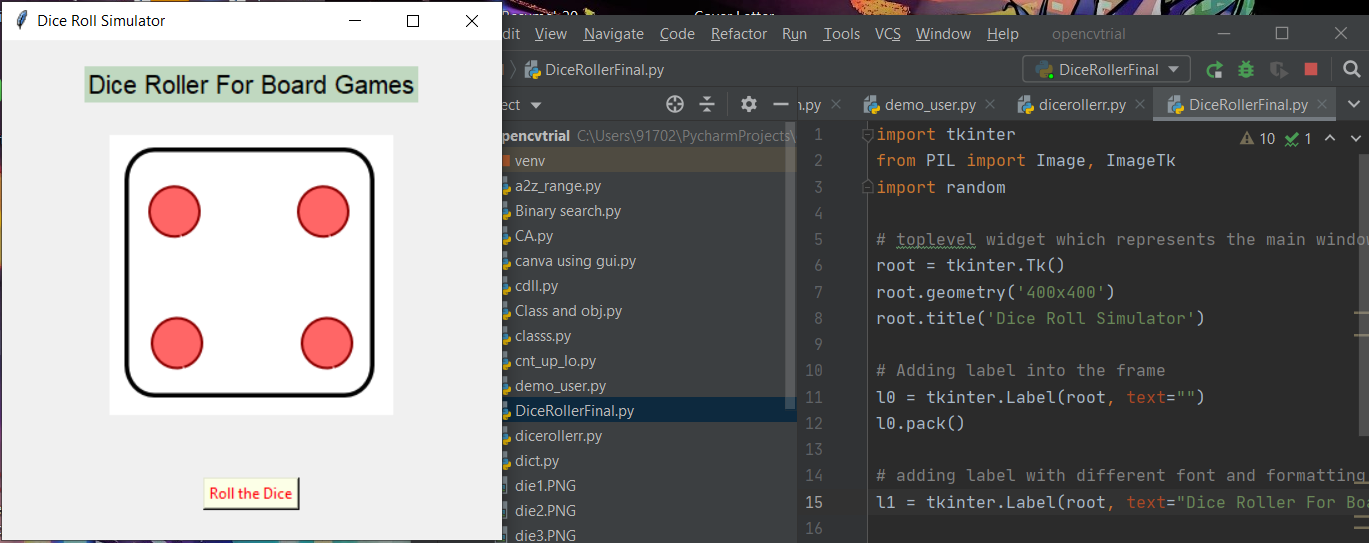 Dice Roll Simulator
Dice Roller For Board Games
Roll the Dice
dit View Navigate Code Refactor Run Tools VCS Window Help opencvtrial
DiceRollerFinal.py
DiceRollerFinal
ect
n.py demo_user.py dicerollerr.py DiceRollerFinal.py
pencvtrial C:\Users\91702\PycharmProjects\
venv
a2z_range.py
Binary search.py
CA.py
canva using gui.py
cdll.py
Class and obj.py
classs.py
cnt_up_lo.py
demo_user.py
DiceRollerFinal.py
dicerollerr.py
dict.py
die1.PNG
die2.PNG
die3.PNG
10 1
1 import tkinter
2 from PIL import Image, ImageTk
3 import random
4
5 # toplevel widget which represents the main window
6 root = tkinter.Tk()
7 root.geometry('400x400')
8 root.title('Dice Roll Simulator')
9
10 # Adding label into the frame
11 l0 = tkinter.Label(root, text="")
12 l0.pack()
13
14 # adding label with different font and formatting
15 l1 = tkinter.Label(root, text="Dice Roller For Boa
16